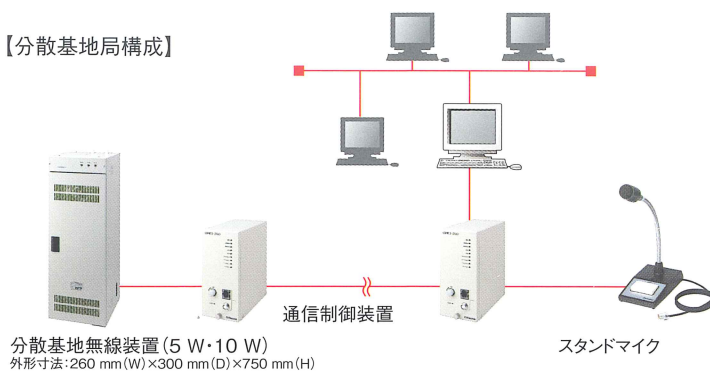 【分散基地局構成】
通信制御装置
分散基地無線装置(5 W・10 W)
外形寸法:260 mm(W)×300 mm(D)×750 mm(H)
スタンドマイク